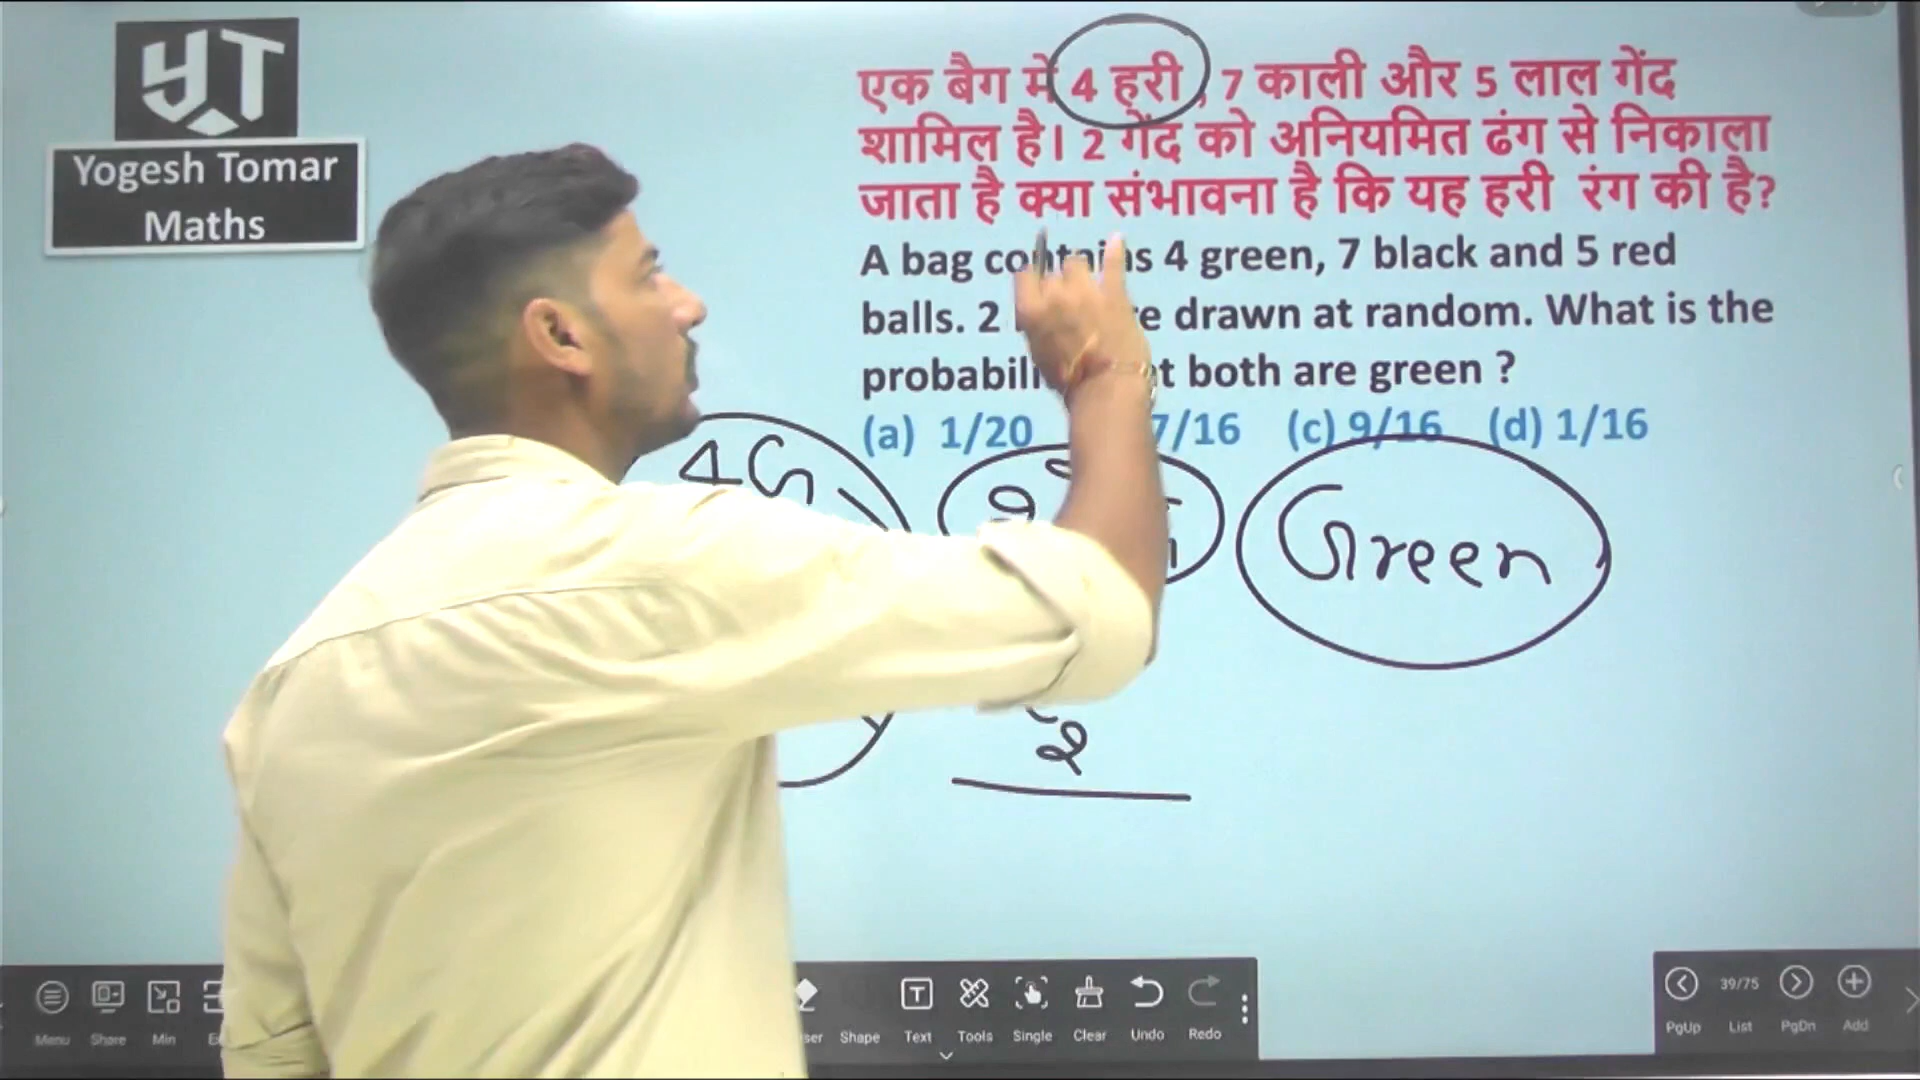 YT
Yogesh Tomar
Maths
एक बैग में 4 हरी , 7 काली और 5 लाल गेंद
शामिल है। 2 गेंद को अनियमित ढंग से निकाला
जाता है क्या संभावना है कि यह हरी रंग की है?
A bag contains 4 green, 7 black and 5 red
balls. 2 drawn at random. What is the
both are green ?
(a) 1/20 7/16 (c) 9/16 (d) 1/16
4G
Green
2
Menu Share Min Shape Text Tools Single Clear Undo Redo
39/75
PgUp List PgDn Add